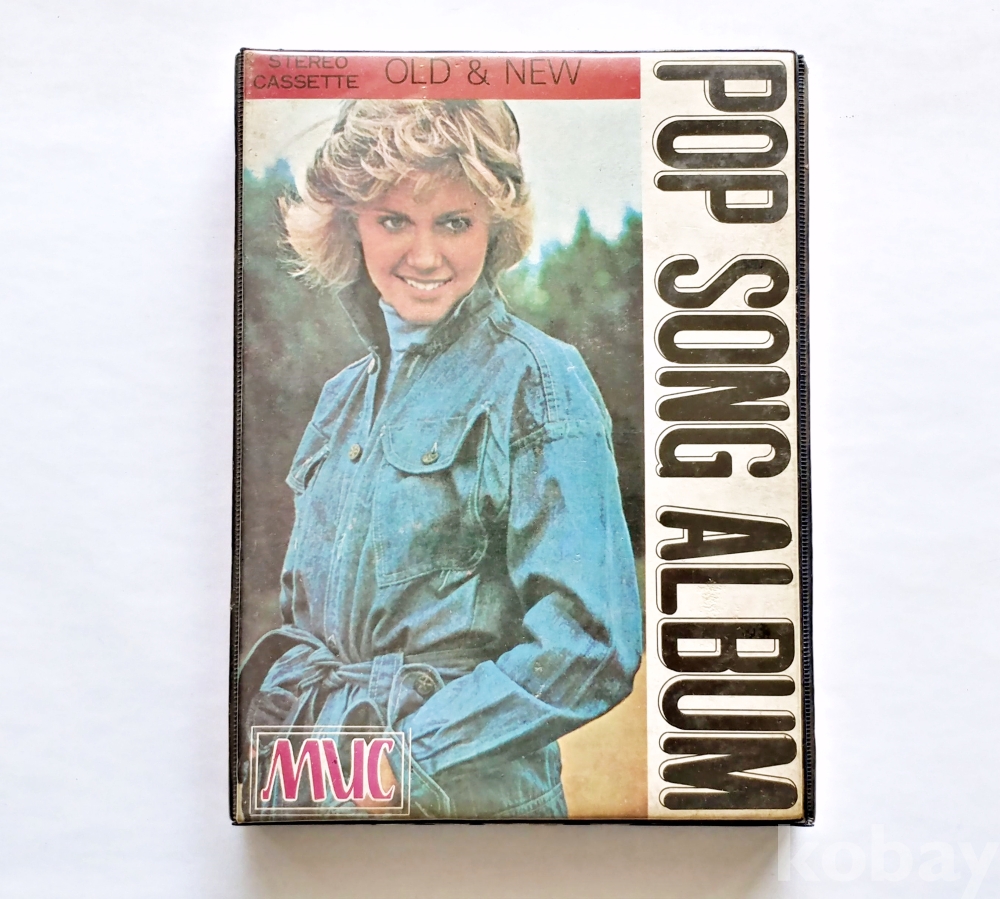 STEREO
CASSETTE
OLD & NEW
POP SONG ALBUM
MUC
kobay